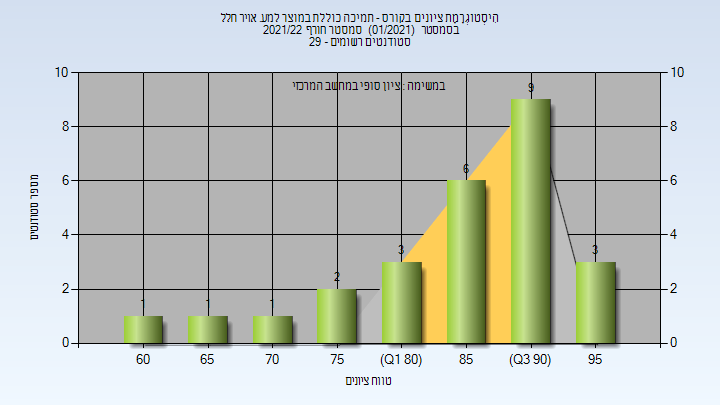 היסטוגרמת ציונים בקורס - תמיכה כוללת במוצר למע. אויר חלל
בסמסטר (01/2021) סמסטר חורף 2021/22
סטודנטים רשומים - 29
במשימה : ציון סופי במחשב המרכזי
10 10
8 8
6 6
4 4
2 2
0 0
1 1 1 2 3 6 9 3
מספר סטודנטים
60 65 70 75 (Q1 80) 85 (Q3 90) 95
טווח ציונים